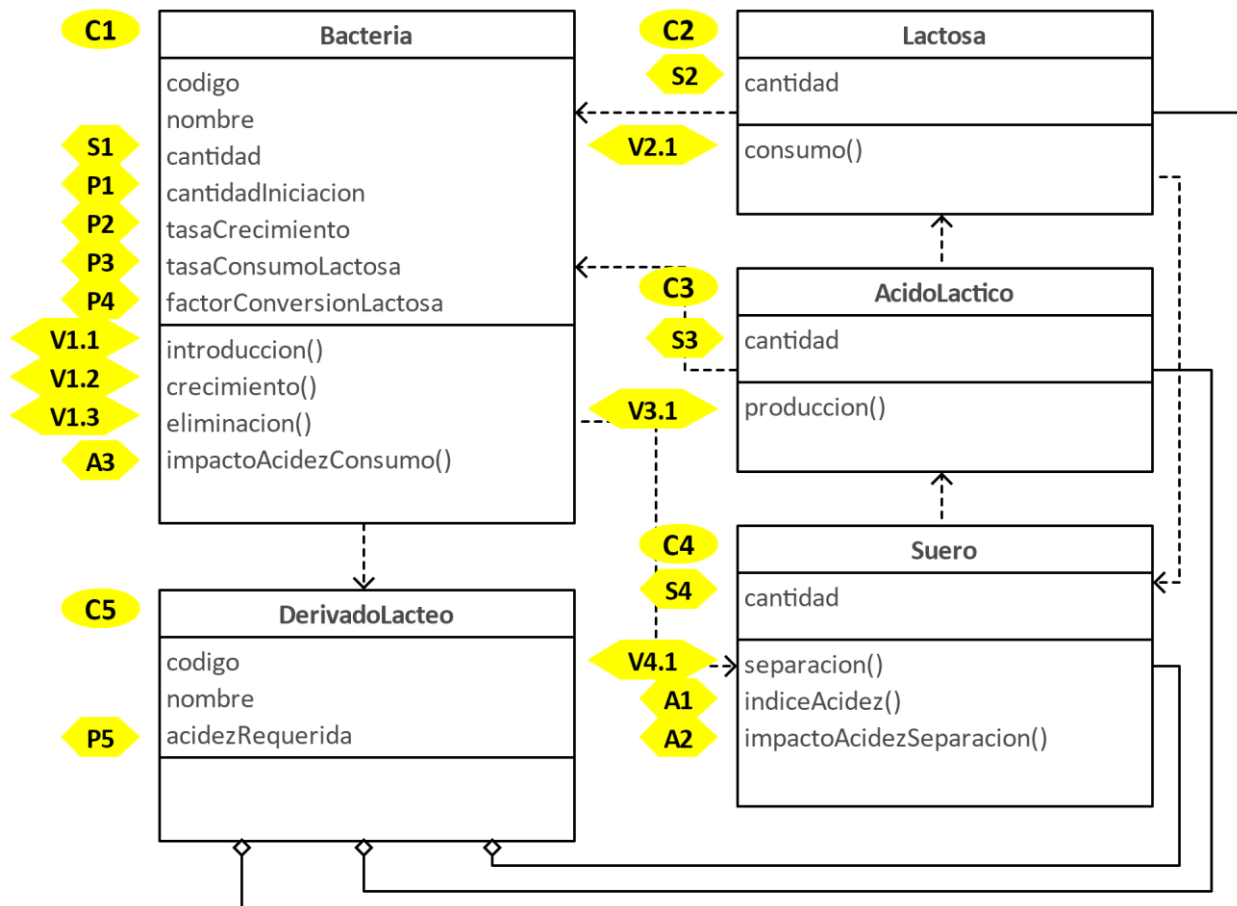 C1
Bacteria
codigo
nombre
S1
cantidad
P1
cantidadIniciacion
P2
tasaCrecimiento
P3
tasaConsumoLactosa
P4
factorConversionLactosa
V1.1
introduccion()
V1.2
crecimiento()
V1.3
eliminacion()
A3
impactoAcidezConsumo()
C2
Lactosa
S2
cantidad
V2.1
consumo()
C3
AcidoLactico
S3
cantidad
V3.1
produccion()
C4
Suero
S4
cantidad
V4.1
separacion()
A1
indiceAcidez()
A2
impactoAcidezSeparacion()
C5
DerivadoLacteo
codigo
nombre
P5
acidezRequerida